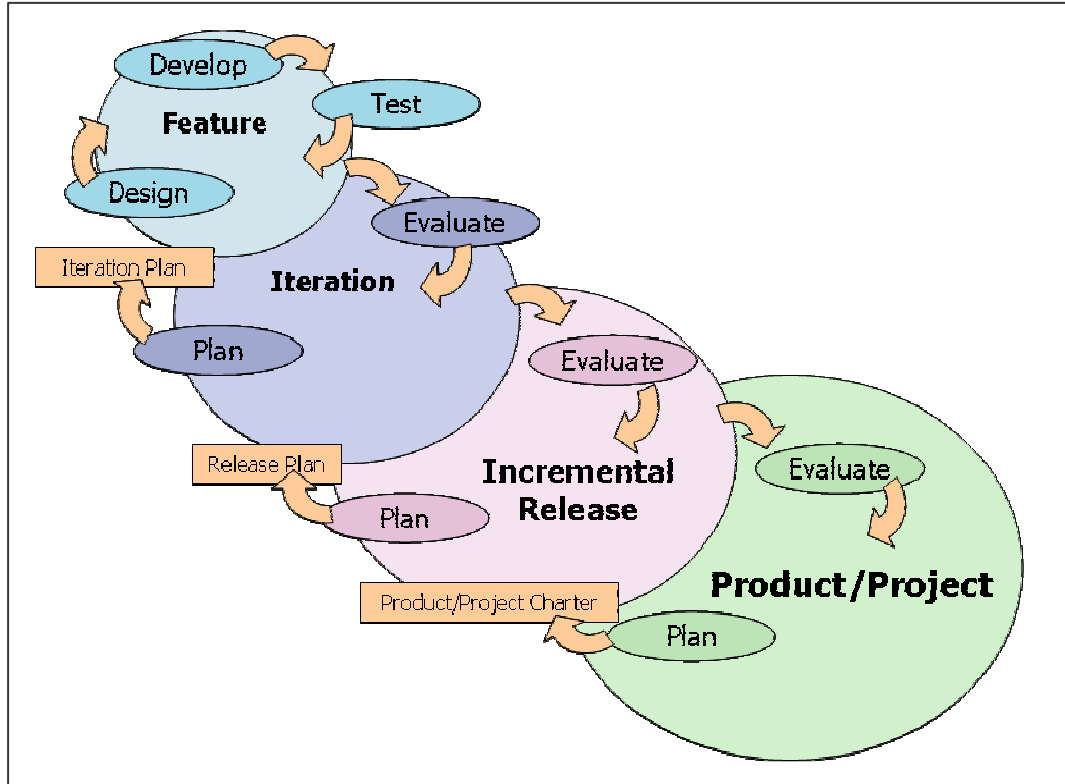 Develop
Test
Feature
Design
Evaluate
Iteration Plan
Iteration
Plan
Evaluate
Release Plan
Evaluate
Incremental
Release
Plan
Product/Project
Product/Project Charter
Plan